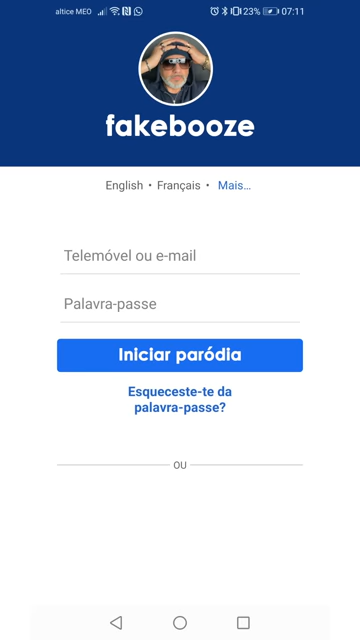 altice MEO 23% 07:11
fakebooze
English • Français • Mais...
Telemóvel ou e-mail
Palavra-passe
Iniciar paródia
Esqueceste-te da
palavra-passe?
OU